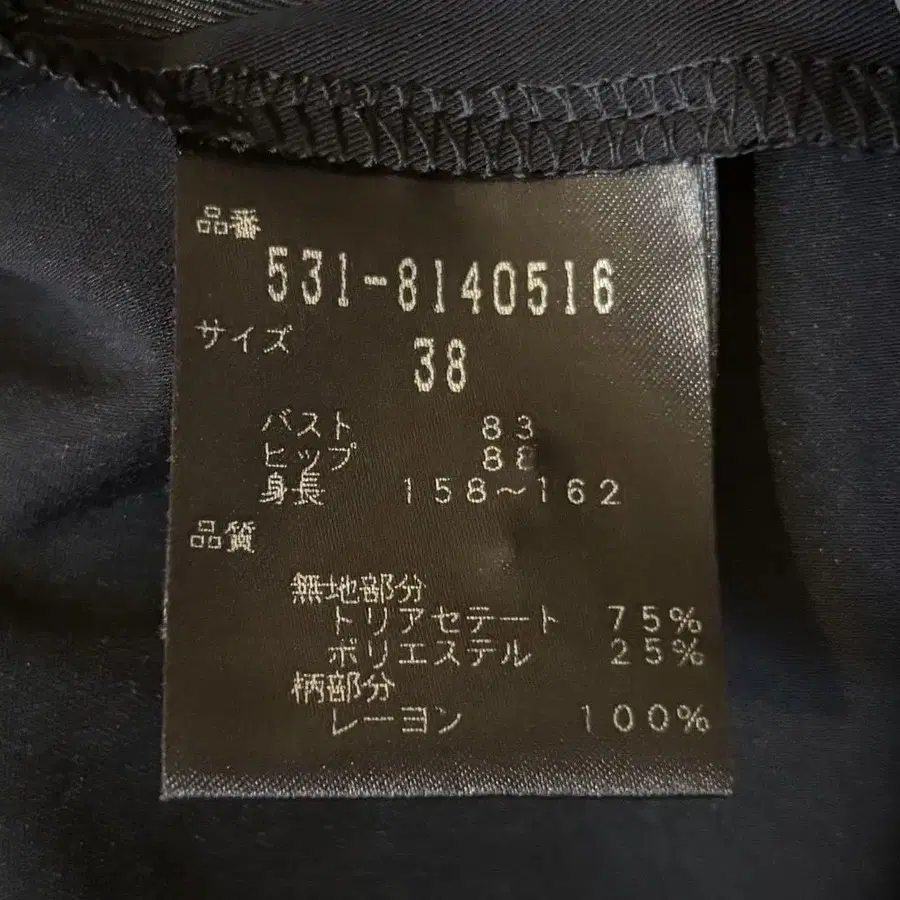 品番
531-8140516
サイズ 38
バスト 83
ヒップ 88
身長 158～162
品質
無地部分
トリアセテート 75%
ポリエステル 25%
柄部分
レーヨン 100%